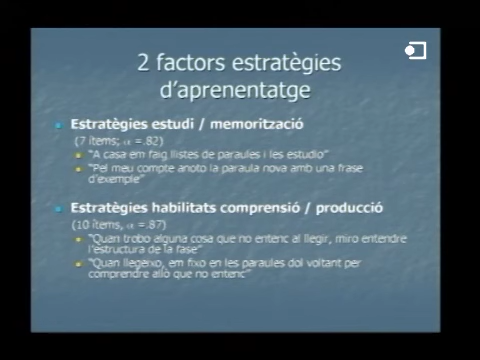 2 factors estratègies
d'aprenentatge
Estratègies estudi / memorització
(7 ítems; α =.82)
"A casa em faig llistes de paraules i les estudio"
"Pel meu compte anoto la paraula nova amb una frase
d'exemple"
Estratègies habilitats comprensió / producció
(10 ítems, α =.87)
"Quan trobo alguna cosa que no entenc al llegir, miro entendre
l'estructura de la fase"
"Quan llegeixo, em fixo en les paraules dol voltant per
comprendre allò que no entenc"